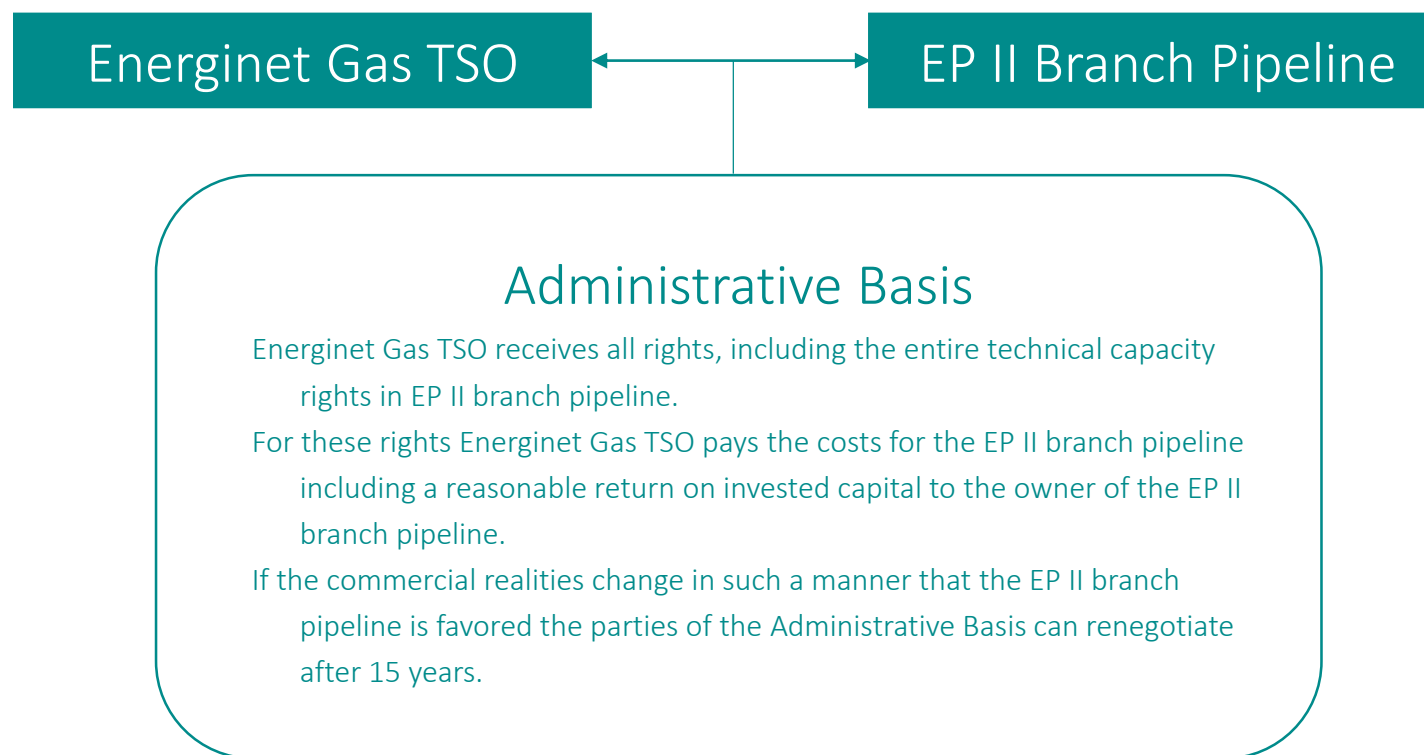 Energinet Gas TSO
EP II Branch Pipeline
Administrative Basis
Energinet Gas TSO receives all rights, including the entire technical capacity
rights in EP II branch pipeline.
For these rights Energinet Gas TSO pays the costs for the EP II branch pipeline
including a reasonable return on invested capital to the owner of the EP II
branch pipeline.
If the commercial realities change in such a manner that the EP II branch
pipeline is favored the parties of the Administrative Basis can renegotiate
after 15 years.